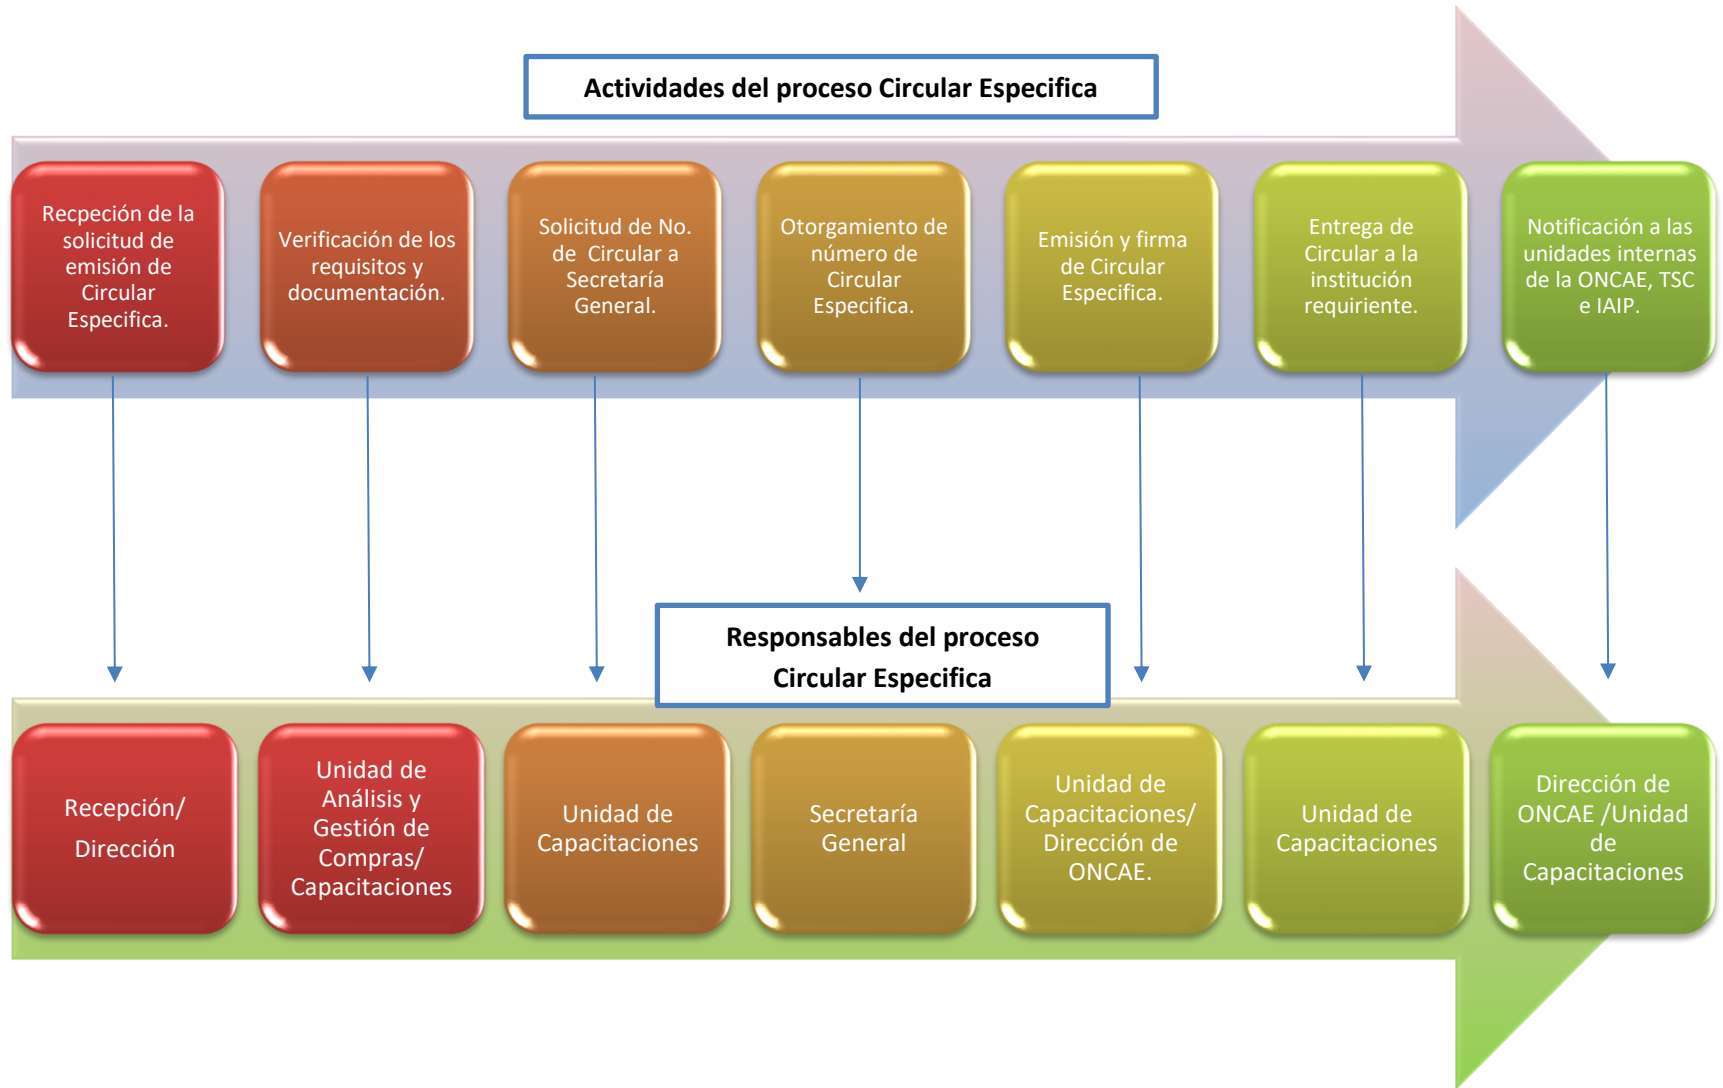 Actividades del proceso Circular Especifica
Recpeción de la
solicitud de
emisión de
Circular
Especifica.
Verificación de los
requisitos y
documentación.
Solicitud de No.
de Circular a
Secretaría
General.
Otorgamiento de
número de
Circular
Especifica.
Emisión y firma
de Circular
Especifica.
Entrega de
Circular a la
institución
requiriente.
Notificación a las
unidades internas
de la ONCAE, TSC
e IAIP.
Responsables del proceso
Circular Especifica
Recepción/
Dirección
Unidad de
Análisis y
Gestión de
Compras/
Capacitaciones
Unidad de
Capacitaciones
Secretaría
General
Unidad de
Capacitaciones/
Dirección de
ONCAE.
Unidad de
Capacitaciones
Dirección de
ONCAE /Unidad
de
Capacitaciones